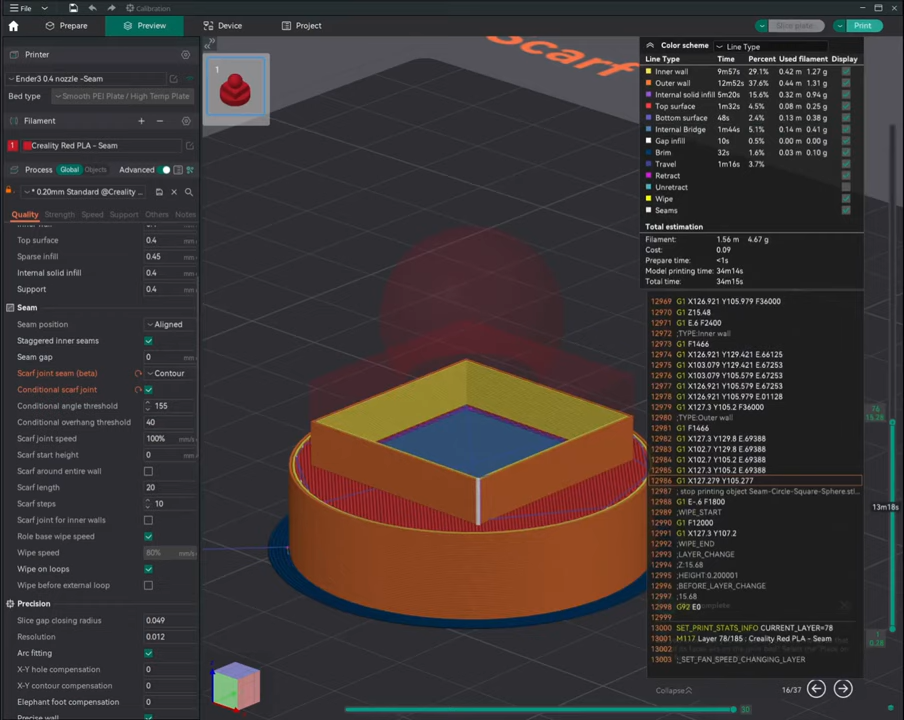 File
Calibration
Prepare
Preview
Device
Project
Slice plate
Print
Printer
Ender3 0.4 nozzle -Seam
Bed type
Smooth PEI Plate / High Temp Plate
Filament
1
Creality Red PLA - Seam
Process
Global
Objects
Advanced
* 0.20mm Standard @Creality ...
Quality
Strength
Speed
Support
Others
Notes
Inner wall
0.4
mm
Top surface
0.4
Sparse infill
0.45
Internal solid infill
0.4
Support
0.4
Seam
Seam position
Aligned
Staggered inner seams
Seam gap
0
Scarf joint seam (beta)
Contour
Conditional scarf joint
Conditional angle threshold
155
Conditional overhang threshold
40
Scarf joint speed
100%
Scarf start height
0
Scarf around entire wall
Scarf length
20
Scarf steps
10
Scarf joint for inner walls
Role base wipe speed
Wipe speed
80%
mm/s
Wipe on loops
Wipe before external loop
Precision
Slice gap closing radius
0.049
Resolution
0.012
Arc fitting
X-Y hole compensation
0
X-Y contour compensation
0
Elephant foot compensation
0
Precise wall
1
Scarf
Color scheme
Line Type
Line Type
Time
Percent
Used filament
Display
Inner wall
9m57s
29.1%
0.42 m
1.27 g
Outer wall
12m52s
37.6%
0.44 m
1.31 g
Internal solid infill
5m20s
15.6%
0.32 m
0.94 g
Top surface
1m32s
4.5%
0.08 m
0.25 g
Bottom surface
48s
2.4%
0.13 m
0.38 g
Internal Bridge
1m44s
5.1%
0.14 m
0.41 g
Gap infill
10s
0.5%
0.00 m
0.00 g
Brim
32s
1.6%
0.03 m
0.10 g
Travel
1m16s
3.7%
Retract
Unretract
Wipe
Seams
Total estimation
Filament:
1.56 m
4.67 g
Cost:
0.09
Prepare time:
<1s
Model printing time:
34m14s
Total time:
34m15s
12969 G1 X126.921 Y105.979 F36000
12970 G1 Z15.48
12971 G1 E.6 F2400
12972 ;TYPE:Inner wall
12973 G1 F1466
12974 G1 X126.921 Y129.421 E.66125
12975 G1 X103.079 Y129.421 E.67253
12976 G1 X103.079 Y105.579 E.67253
12977 G1 X126.921 Y105.579 E.67253
12978 G1 X126.921 Y105.979 E.01128
12979 G1 X127.3 Y105.2 F36000
12980 ;TYPE:Outer wall
12981 G1 F1466
12982 G1 X127.3 Y129.8 E.69388
12983 G1 X102.7 Y129.8 E.69388
12984 G1 X102.7 Y105.2 E.69388
12985 G1 X127.3 Y105.2 E.69388
12986 G1 X127.279 Y105.277
12987 ; stop printing object Seam-Circle-Square-Sphere.stl...
12988 G1 E-.6 F1800
12989 ;WIPE_START
12990 G1 F12000
12991 G1 X127.3 Y107.2
12992 ;WIPE_END
12993 ;LAYER_CHANGE
12994 ;Z:15.68
12995 ;HEIGHT:0.200001
12996 ;BEFORE_LAYER_CHANGE
12997 ;15.68
12998 G92 E0
12999
13000 SET_PRINT_STATS_INFO CURRENT_LAYER=78
13001 M117 Layer 78/185 : Creality Red PLA - Seam
13002
13003 ;_SET_FAN_SPEED_CHANGING_LAYER
76
15.28
13m18s
1
0.28
Collapse
16/37
30